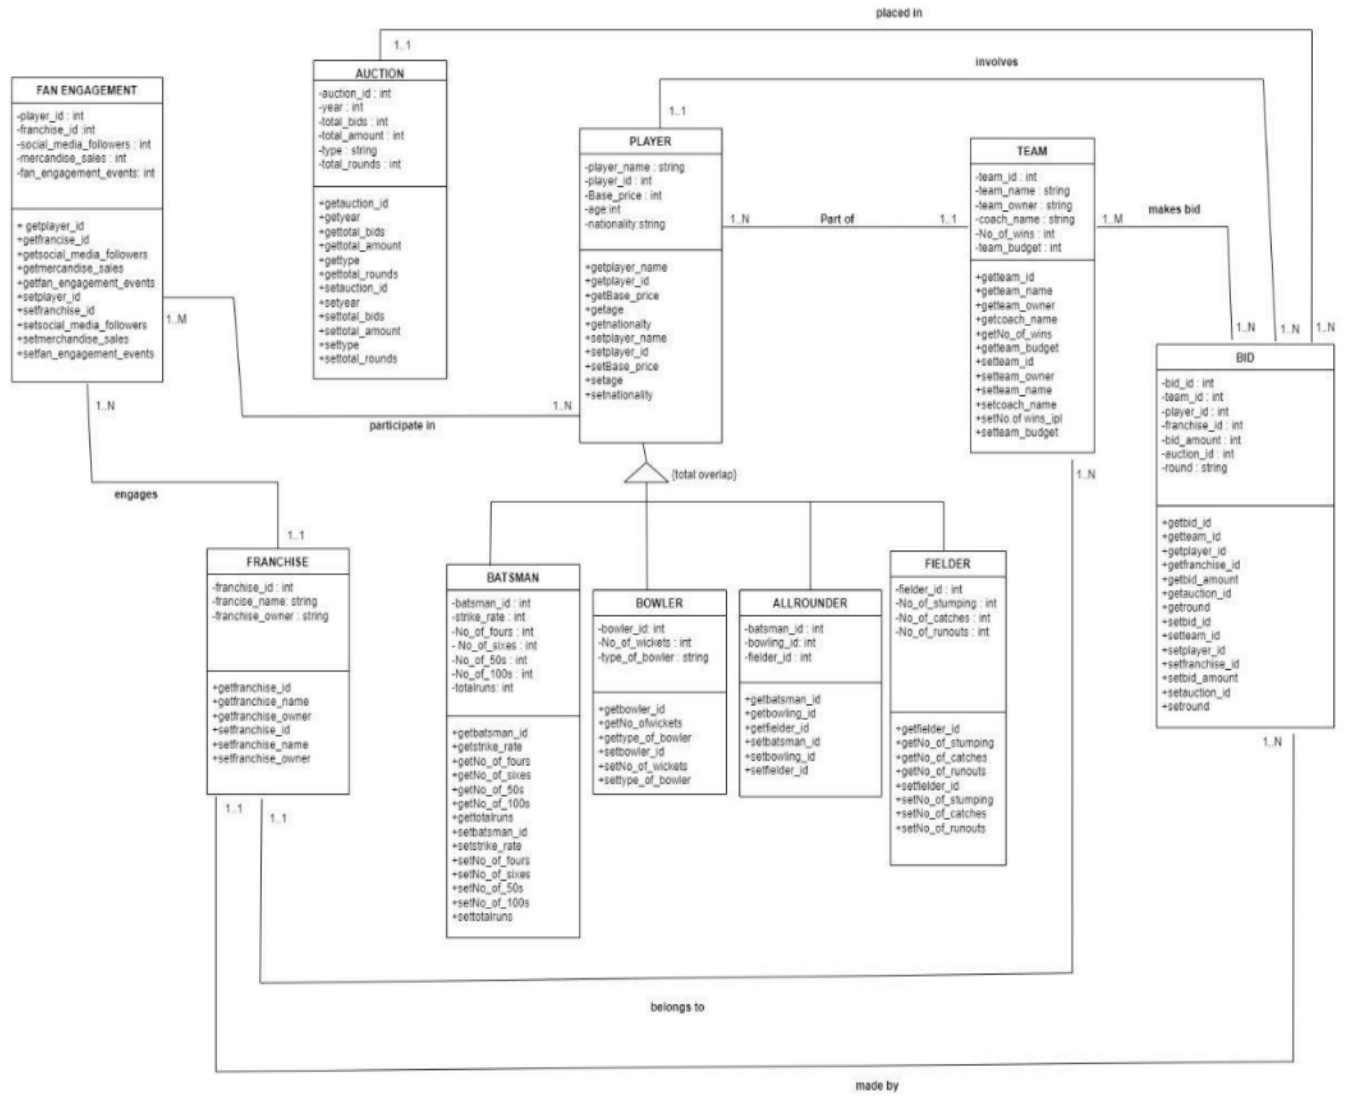 placed in
1..1
involves
1..1
FAN ENGAGEMENT
-player_id : int
-franchise_id :int
-social_media_followers : int
-mercandise_sales : int
-fan_engagement_events: int
+ getplayer_id
+getfrancise_id
+getsocial_media_followers
+getmercandise_sales
+getfan_engagement_events
+setplayer_id
+setfranchise_id
+setsocial_media_followers
+setmerchandise_sales
+setfan_engagement_events
1..M
1..N
AUCTION
-auction_id : int
-year : int
-total_bids : int
-total_amount : int
-type : string
-total_rounds : int
+getauction_id
+getyear
+gettotal_bids
+gettotal_amount
+gettype
+gettotal_rounds
+setauction_id
+setyear
+settotal_bids
+settotal_amount
+settype
+settotal_rounds
participate in
1..N
PLAYER
-player_name : string
-player_id : int
-Base_price : int
-age:int
-nationality:string
+getplayer_name
+getplayer_id
+getBase_price
+getage
+getnationalty
+setplayer_name
+setplayer_id
+setBase_price
+setage
+setnationality
1..N
Part of
1..1
TEAM
-team_id : int
-team_name : string
-team_owner : string
-coach_name : string
-No_of_wins : int
-team_budget : int
+getteam_id
+getteam_name
+getteam_owner
+getcoach_name
+getNo_of_wins
+getteam_budget
+setteam_id
+setteam_owner
+setteam_name
+setcoach_name
+setNo.of wins_ipl
+setteam_budget
1..M
makes bid
1..N
1..N
1..N
1..N
BID
-bid_id : int
-team_id : int
-player_id : int
-franchise_id : int
-bid_amount : int
-auction_id : int
-round : string
+getbid_id
+getteam_id
+getplayer_id
+getfranchise_id
+getbid_amount
+getauction_id
+getround
+setbid_id
+setteam_id
+setplayer_id
+setfranchise_id
+setbid_amount
+setauction_id
+setround
1..N
{total overlap}
engages
1..1
FRANCHISE
-franchise_id : int
-francise_name: string
-franchise_owner : string
+getfranchise_id
+getfranchise_name
+getfranchise_owner
+setfranchise_id
+setfranchise_name
+setfranchise_owner
1..1
1..1
BATSMAN
-batsman_id : int
-strike_rate : int
-No_of_fours : int
- No_of_sixes : int
-No_of_50s : int
-No_of_100s : int
-totalruns: int
+getbatsman_id
+getstrike_rate
+getNo_of_fours
+getNo_of_sixes
+getNo_of_50s
+getNo_of_100s
+gettotalruns
+setbatsman_id
+setstrike_rate
+setNo_of_fours
+setNo_of_sixes
+setNo_of_50s
+setNo_of_100s
+settotalruns
BOWLER
-bowler_id: int
-No_of_wickets : int
-type_of_bowler : string
+getbowler_id
+getNo_ofwickets
+gettype_of_bowler
+setbowler_id
+setNo_of_wickets
+settype_of_bowler
ALLROUNDER
-batsman_id : int
-bowling_id: int
-fielder_id : int
+getbatsman_id
+getbowling_id
+getfielder_id
+setbatsman_id
+setbowling_id
+setfielder_id
FIELDER
-fielder_id : int
-No_of_stumping : int
-No_of_catches : int
-No_of_runouts : int
+getfielder_id
+getNo_of_stumping
+getNo_of_catches
+getNo_of_runouts
+setfielder_id
+setNo_of_stumping
+setNo_of_catches
+setNo_of_runouts
belongs to
made by